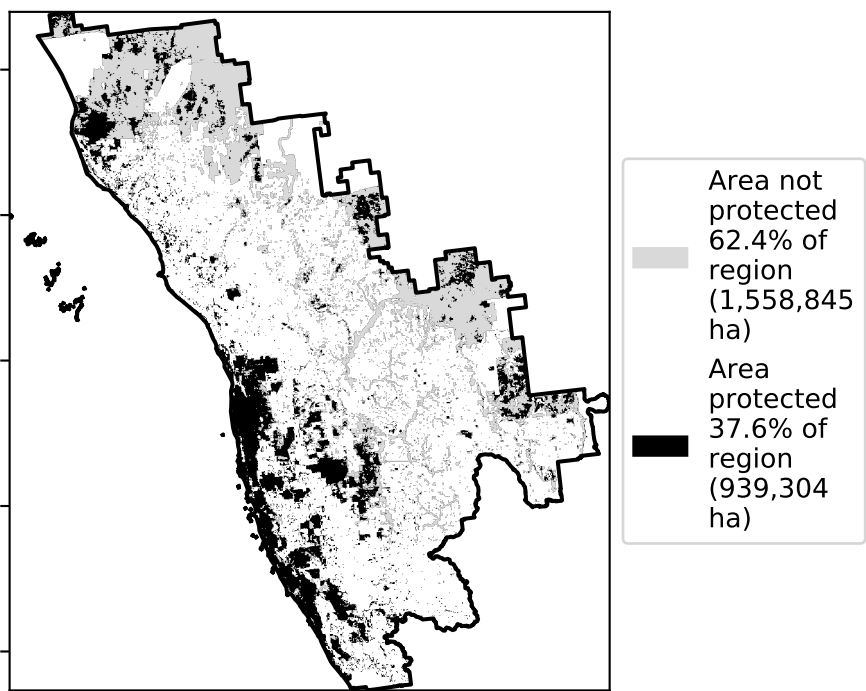 Area not
protected
62.4% of
region
(1,558,845
ha)
Area
protected
37.6% of
region
(939,304
ha)